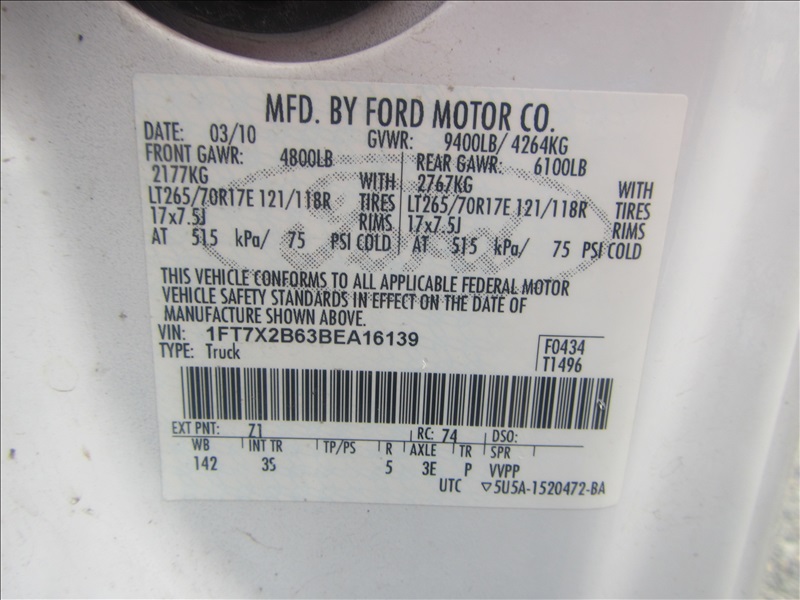 MFD. BY FORD MOTOR CO.
DATE: 03/10 GVWR: 9400LB/ 4264KG
FRONT GAWR: 4800LB REAR GAWR: 6100LB
2177KG WITH 2767KG WITH
LT265/70R17E 121/118R TIRES LT265/70R17E 121/118R TIRES
17x7.5J RIMS 17x7.5J RIMS
AT 515 kPa/ 75 PSI COLD AT 515 kPa/ 75 PSI COLD
THIS VEHICLE CONFORMS TO ALL APPLICABLE FEDERAL MOTOR
VEHICLE SAFETY STANDARDS IN EFFECT ON THE DATE OF
MANUFACTURE SHOWN ABOVE.
VIN: 1FT7X2B63BEA16139 F0434
TYPE: Truck T1496
EXT PNT: Z1 RC: 74 DSO:
WB INT TR TP/PS R AXLE TR SPR
142 3S 5 3E P VVPP
UTC ▽5U5A-1520472-BA